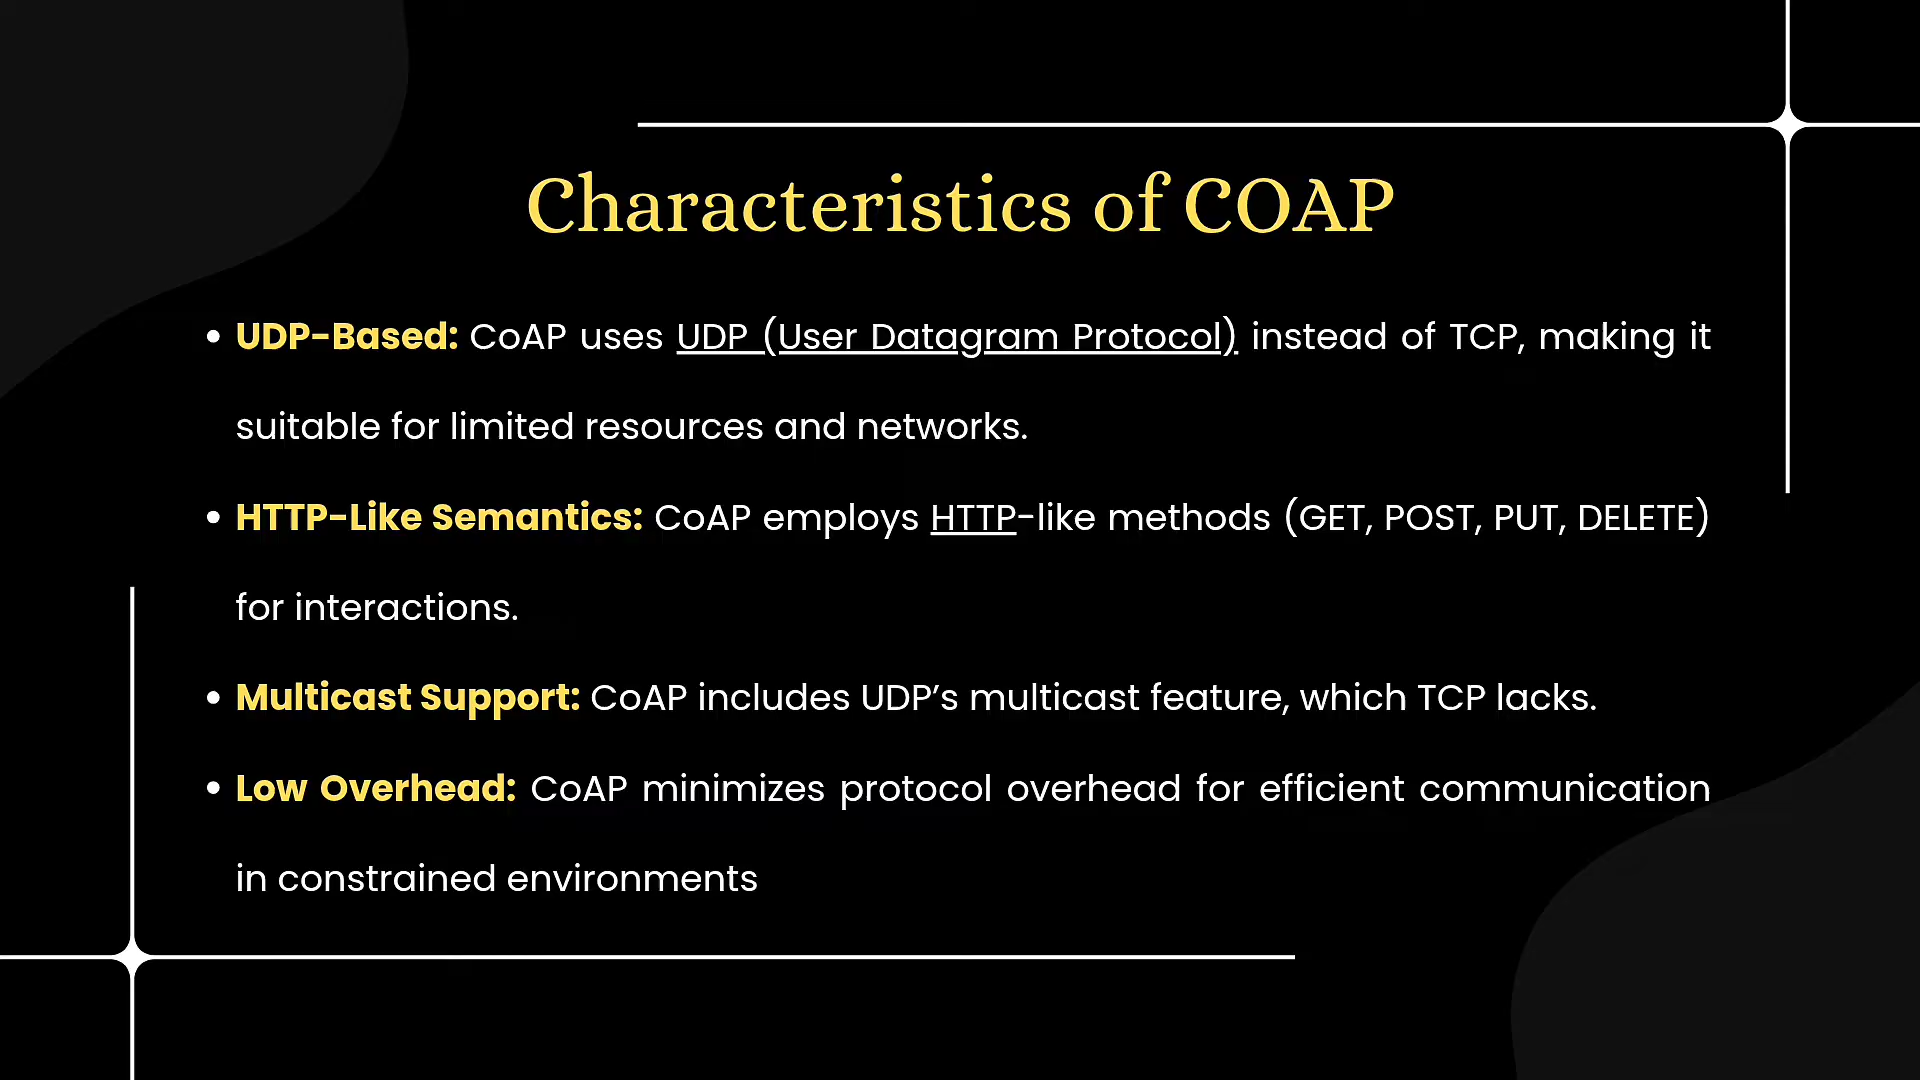 Characteristics of COAP
• UDP-Based: CoAP uses UDP (User Datagram Protocol) instead of TCP, making it
suitable for limited resources and networks.
• HTTP-Like Semantics: CoAP employs HTTP-like methods (GET, POST, PUT, DELETE)
for interactions.
• Multicast Support: CoAP includes UDP’s multicast feature, which TCP lacks.
• Low Overhead: CoAP minimizes protocol overhead for efficient communication
in constrained environments